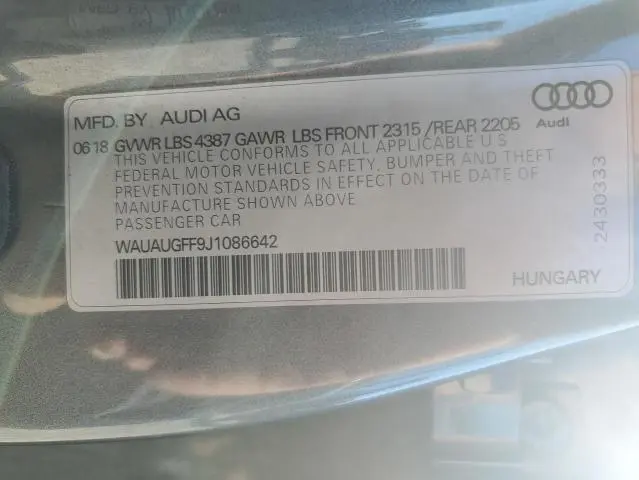 MFD. BY AUDI AG
Audi
06 18 GVWR LBS 4387 GAWR LBS FRONT 2315 /REAR 2205
THIS VEHICLE CONFORMS TO ALL APPLICABLE U S
FEDERAL MOTOR VEHICLE SAFETY, BUMPER AND THEFT
PREVENTION STANDARDS IN EFFECT ON THE DATE OF
MANUFACTURE SHOWN ABOVE
PASSENGER CAR
WAUAUGFF9J1086642
HUNGARY
2430333